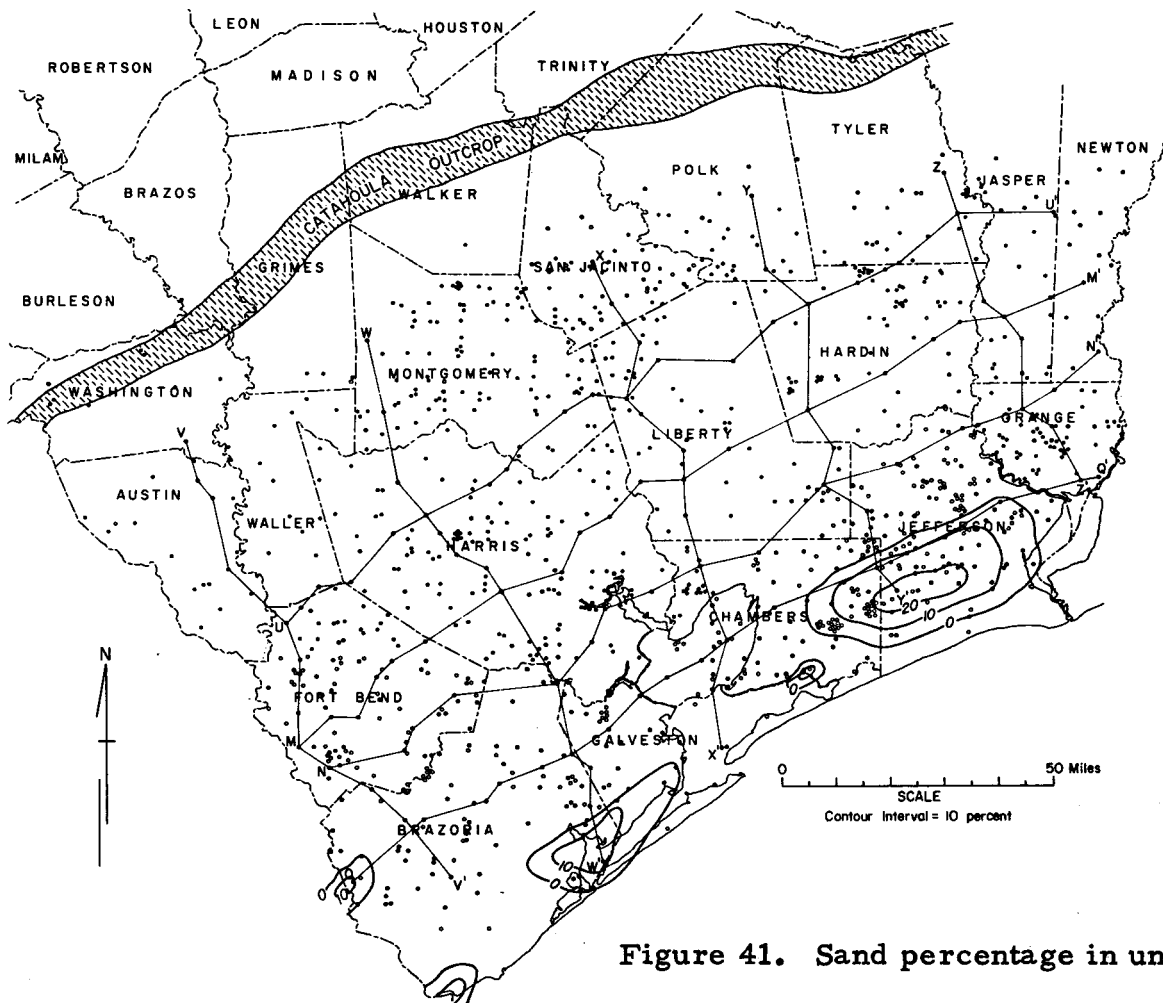 LEON
HOUSTON
ROBERTSON
MADISON
TRINITY
TYLER
MILAM
BRAZOS
CATAHOULA OUTCROP
WALKER
POLK
Y
Z
JASPER
NEWTON
U'
GRIMES
X
SAN JACINTO
BURLESON
M'
W
HARDIN
N'
WASHINGTON
MONTGOMERY
V
LIBERTY
ORANGE
AUSTIN
Q'
Z'
WALLER
HARRIS
JEFFERSON
Y'
20
10
0
U
CHAMBERS
N
FORT BEND
0
M
GALVESTON
X'
N
0 50 Miles
SCALE
Contour Interval = 10 percent
BRAZORIA
10
W'
0
V'
0
0
Figure 41. Sand percentage in un